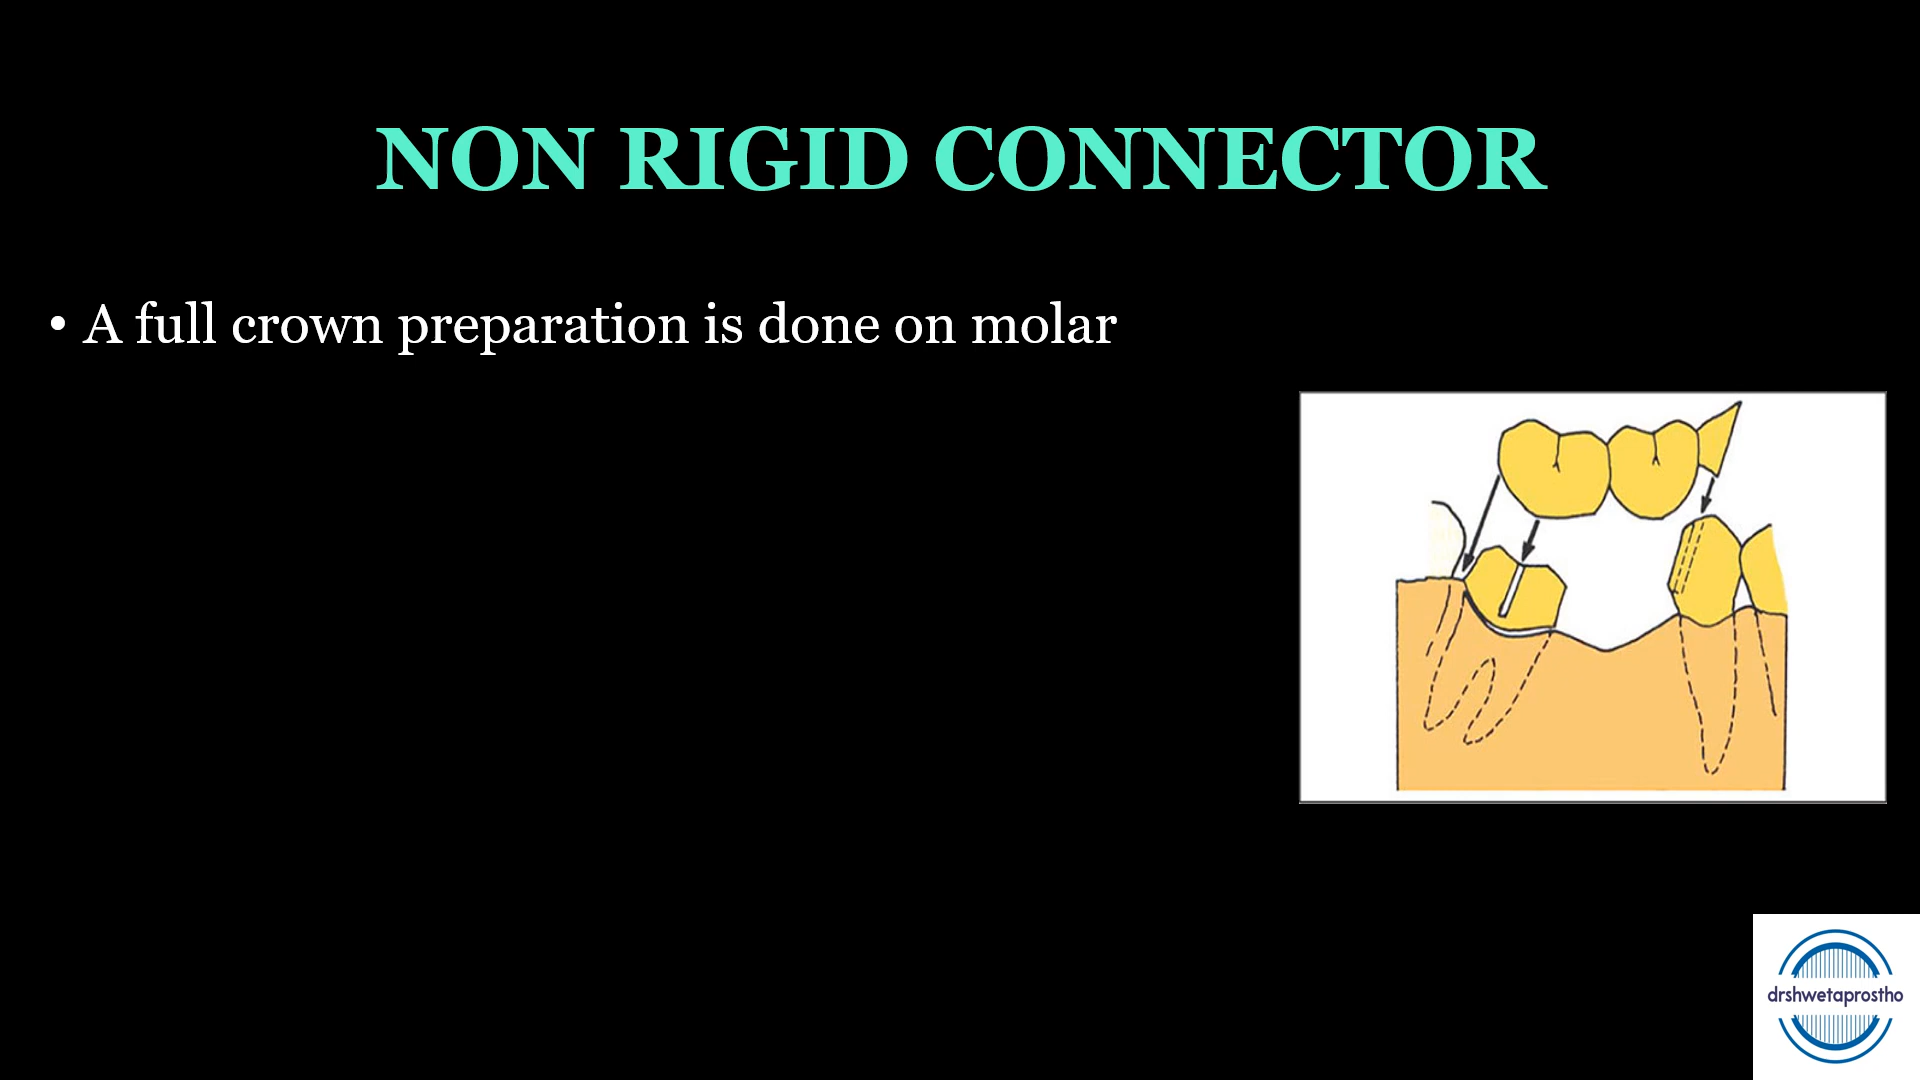 NON RIGID CONNECTOR
• A full crown preparation is done on molar
drshwetaprostho